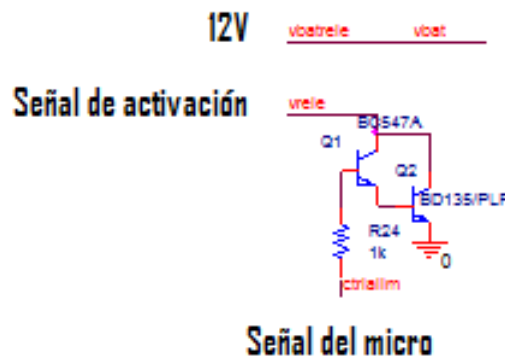 12V
vbatrele
vbat
Señal de activación
vrele
BC547A
Q1
Q2
BD135/PLP
R24
1k
0
ctrlalim
Señal del micro